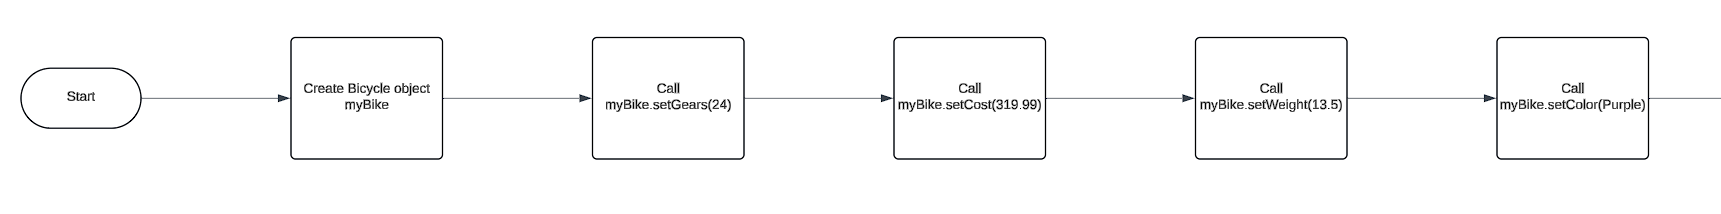 Start
Create Bicycle object
myBike
Call
myBike.setGears(24)
Call
myBike.setCost(319.99)
Call
myBike.setWeight(13.5)
Call
myBike.setColor(Purple)